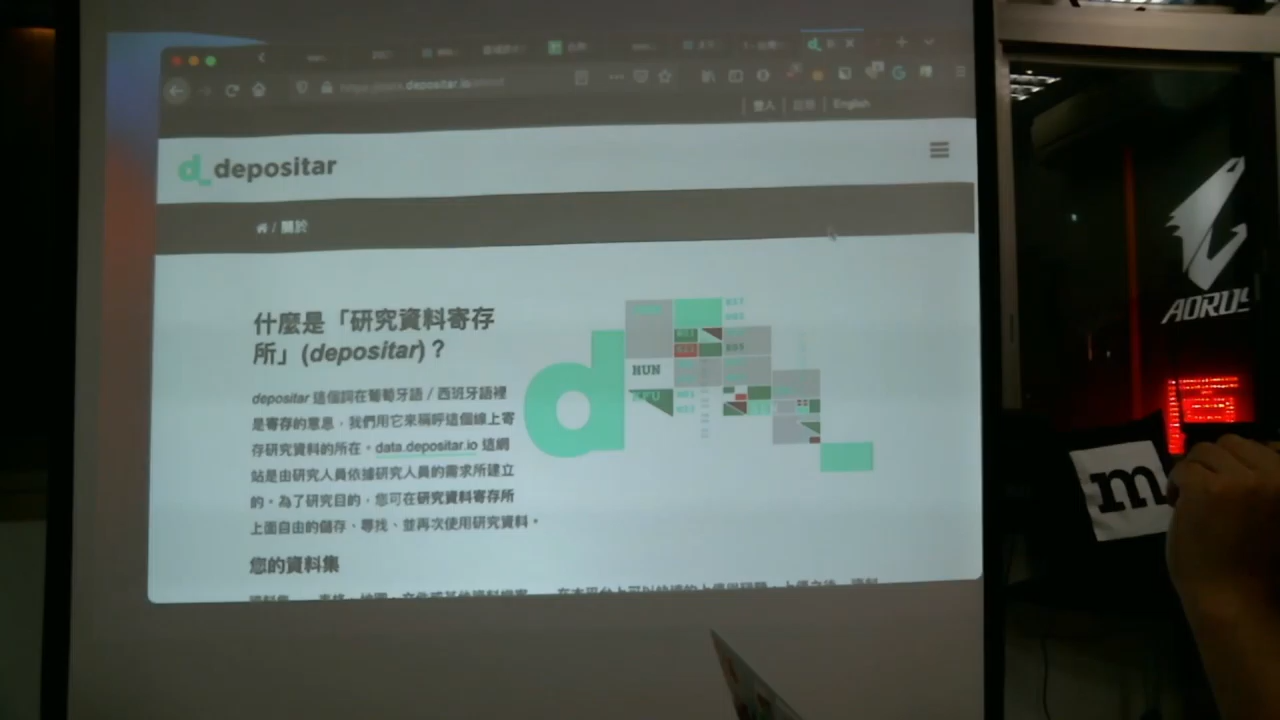 depositar.io
登入
English
d_ depositar
/ 關於
什麼是「研究資料寄存
所」(depositar)？
depositar 這個詞在葡萄牙語 / 西班牙語裡
是寄存的意思，我們用它來稱呼這個線上寄
存研究資料的所在。data.depositar.io 這網
站是由研究人員依據研究人員的需求所建立
的。為了研究目的，您可在研究資料寄存所
上面自由的儲存、尋找、並再次使用研究資料。
d
HUN
您的資料集
AORUS
m